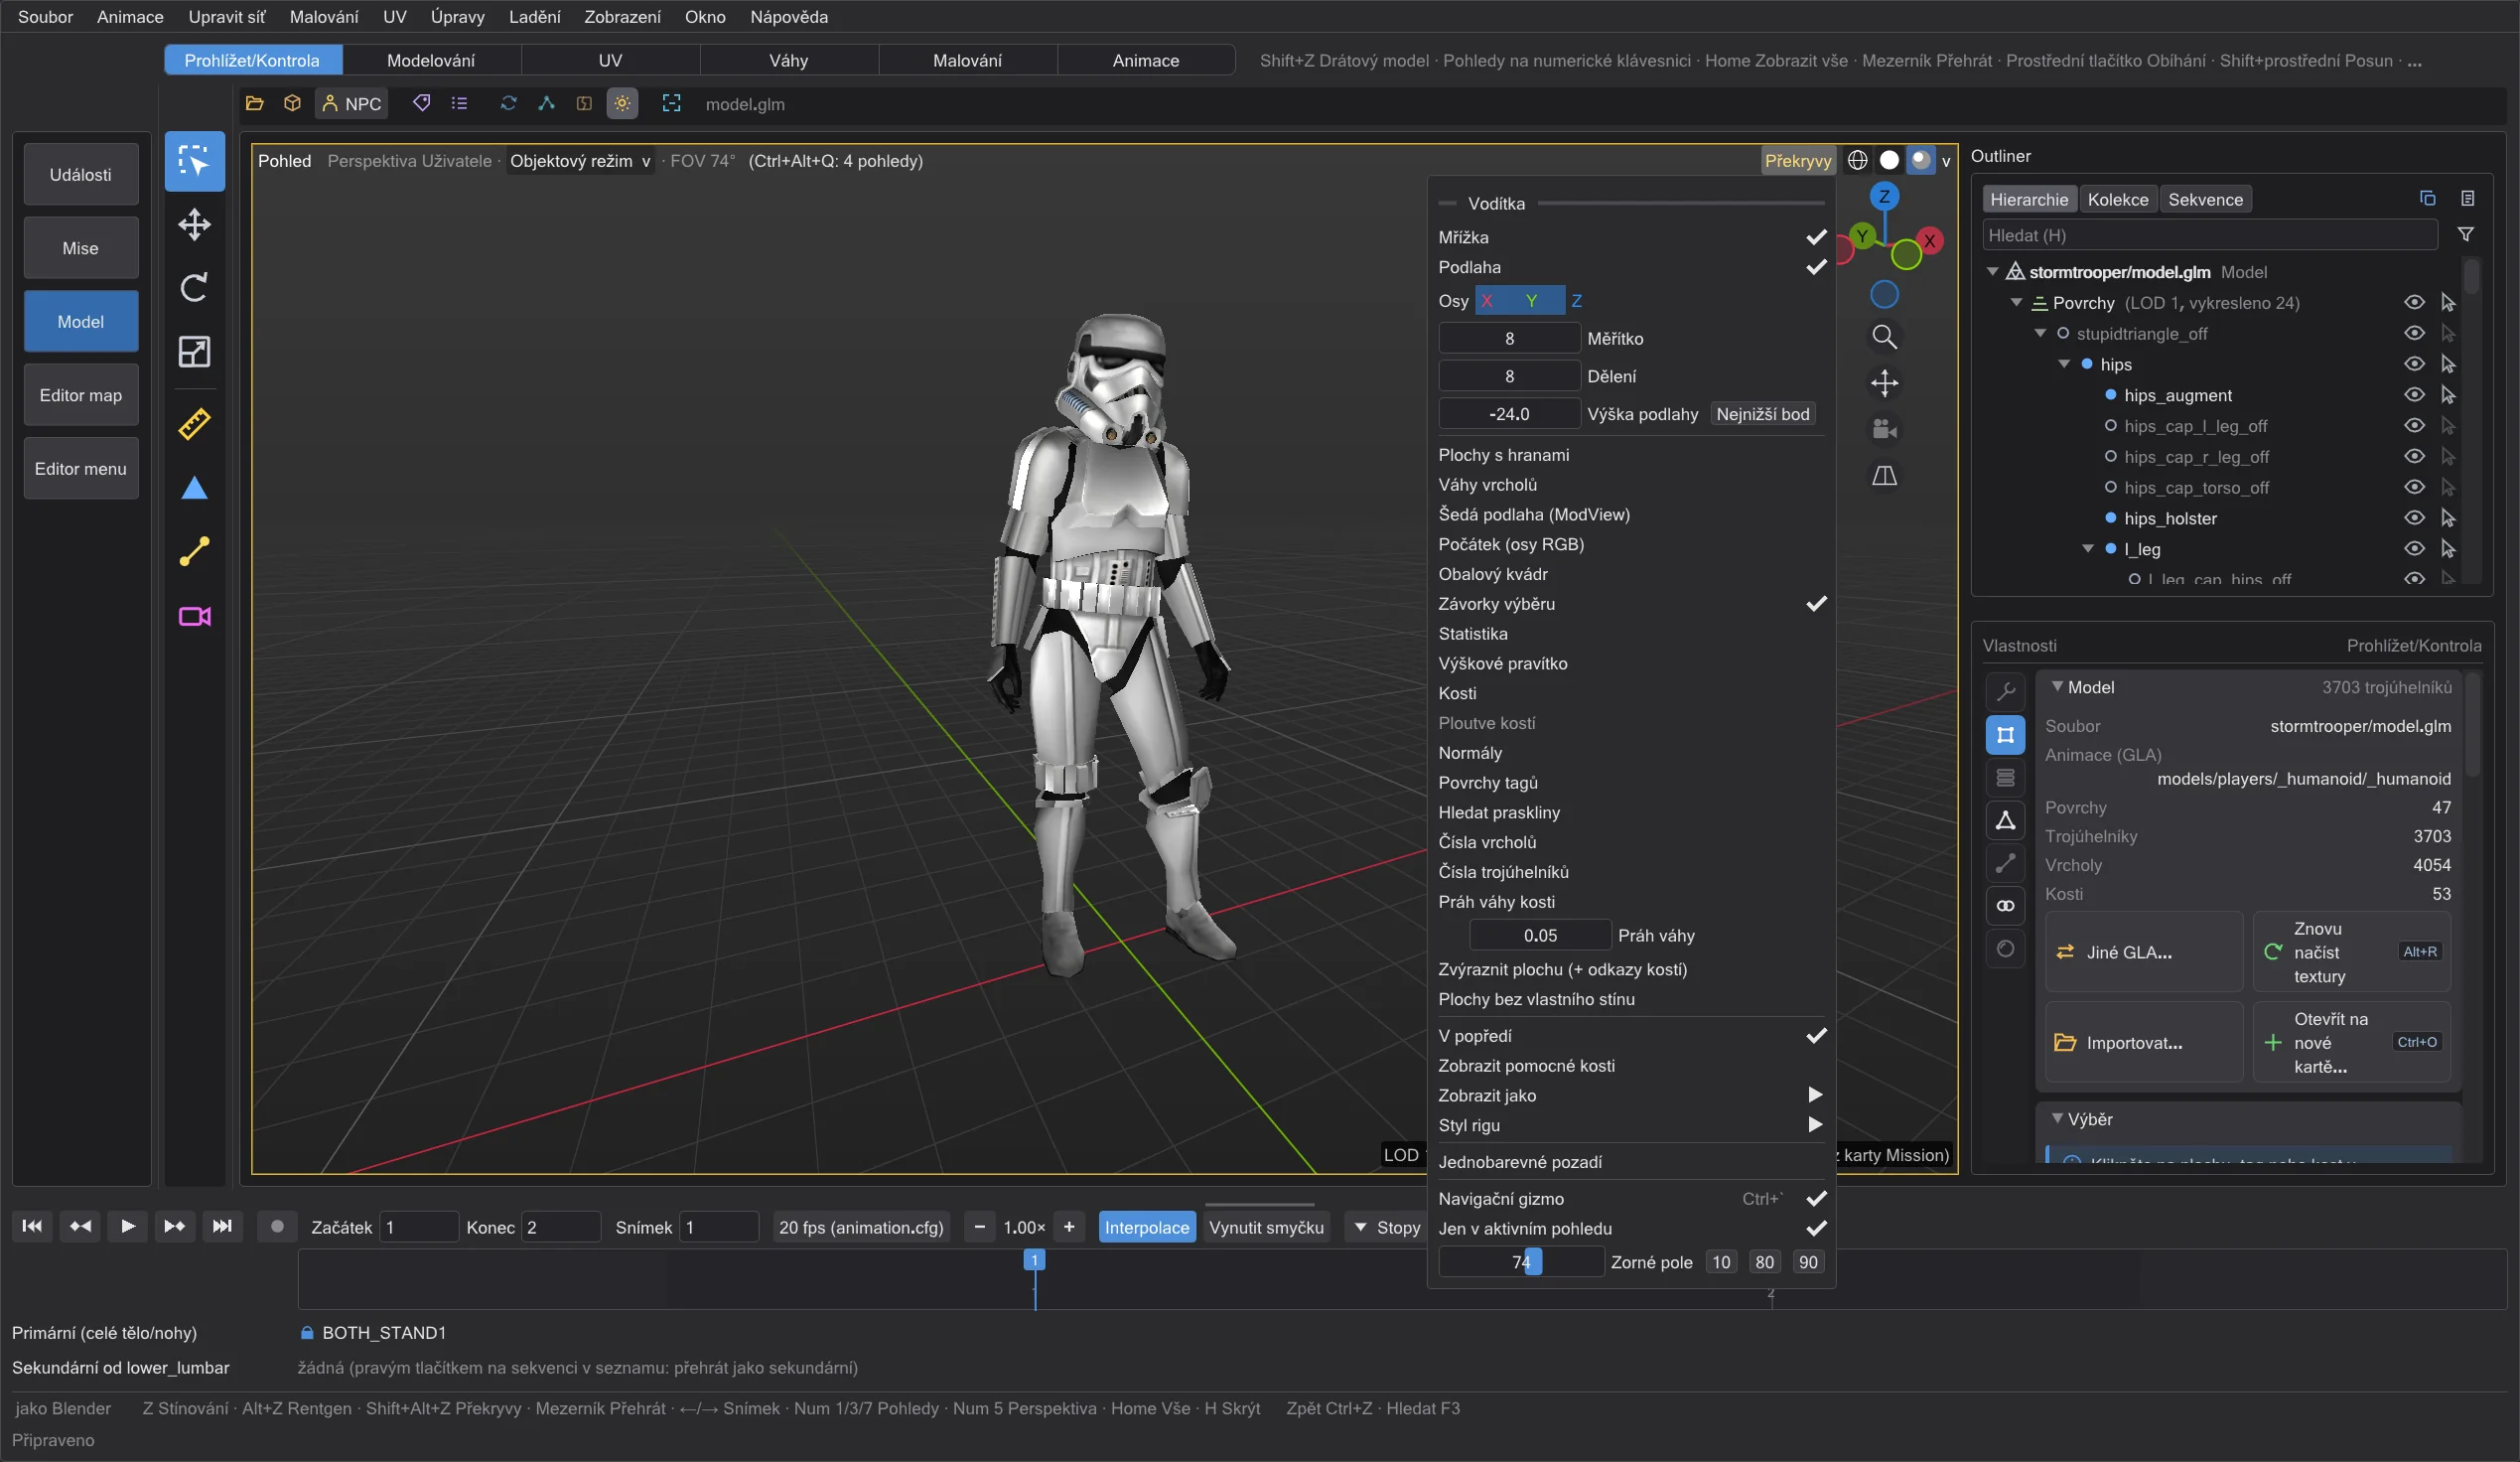 Soubor Animace Upravit síť Malování UV Úpravy Ladění Zobrazení Okno Nápověda
Prohlížet/Kontrola Modelování UV Váhy Malování Animace Shift+Z Drátový model · Pohledy na numerické klávesnici · Home Zobrazit vše · Mezerník Přehrát · Prostřední tlačítko Obíhání · Shift+prostřední Posun · ...
NPC model.glm
Události
Mise
Model
Editor map
Editor menu
Pohled Perspektiva Uživatele · Objektový režim v · FOV 74° (Ctrl+Alt+Q: 4 pohledy)
Překryvy v
Z
Y
X
Vodítka
Mřížka
Podlaha
Osy X Y Z
8 Měřítko
8 Dělení
-24.0 Výška podlahy Nejnižší bod
Plochy s hranami
Váhy vrcholů
Šedá podlaha (ModView)
Počátek (osy RGB)
Obalový kvádr
Závorky výběru
Statistika
Výškové pravítko
Kosti
Ploutve kostí
Normály
Povrchy tagů
Hledat praskliny
Čísla vrcholů
Čísla trojúhelníků
Práh váhy kosti
0.05 Práh váhy
Zvýraznit plochu (+ odkazy kostí)
Plochy bez vlastního stínu
V popředí
Zobrazit pomocné kosti
Zobrazit jako
Styl rigu
Jednobarevné pozadí
Navigační gizmo Ctrl+`
Jen v aktivním pohledu
74 Zorné pole 10 80 90
LOD
karty Mission)
Outliner
Hierarchie Kolekce Sekvence
Hledat (H)
stormtrooper/model.glm Model
Povrchy (LOD 1, vykresleno 24)
stupidtriangle_off
hips
hips_augment
hips_cap_l_leg_off
hips_cap_r_leg_off
hips_cap_torso_off
hips_holster
l_leg
l_leg_cap_hips_off
Vlastnosti Prohlížet/Kontrola
Model 3703 trojúhelníků
Soubor stormtrooper/model.glm
Animace (GLA)
models/players/_humanoid/_humanoid
Povrchy 47
Trojúhelníky 3703
Vrcholy 4054
Kosti 53
Jiné GLA...
Znovu načíst textury Alt+R
Importovat...
Otevřít na nové kartě... Ctrl+O
Výběr
Začátek 1 Konec 2 Snímek 1 20 fps (animation.cfg) − 1.00× + Interpolace Vynutit smyčku Stopy
1
2
Primární (celé tělo/nohy) BOTH_STAND1
Sekundární od lower_lumbar žádná (pravým tlačítkem na sekvenci v seznamu: přehrát jako sekundární)
jako Blender Z Stínování · Alt+Z Rentgen · Shift+Alt+Z Překryvy · Mezerník Přehrát · ←/→ Snímek · Num 1/3/7 Pohledy · Num 5 Perspektiva · Home Vše · H Skrýt Zpět Ctrl+Z · Hledat F3
Připraveno